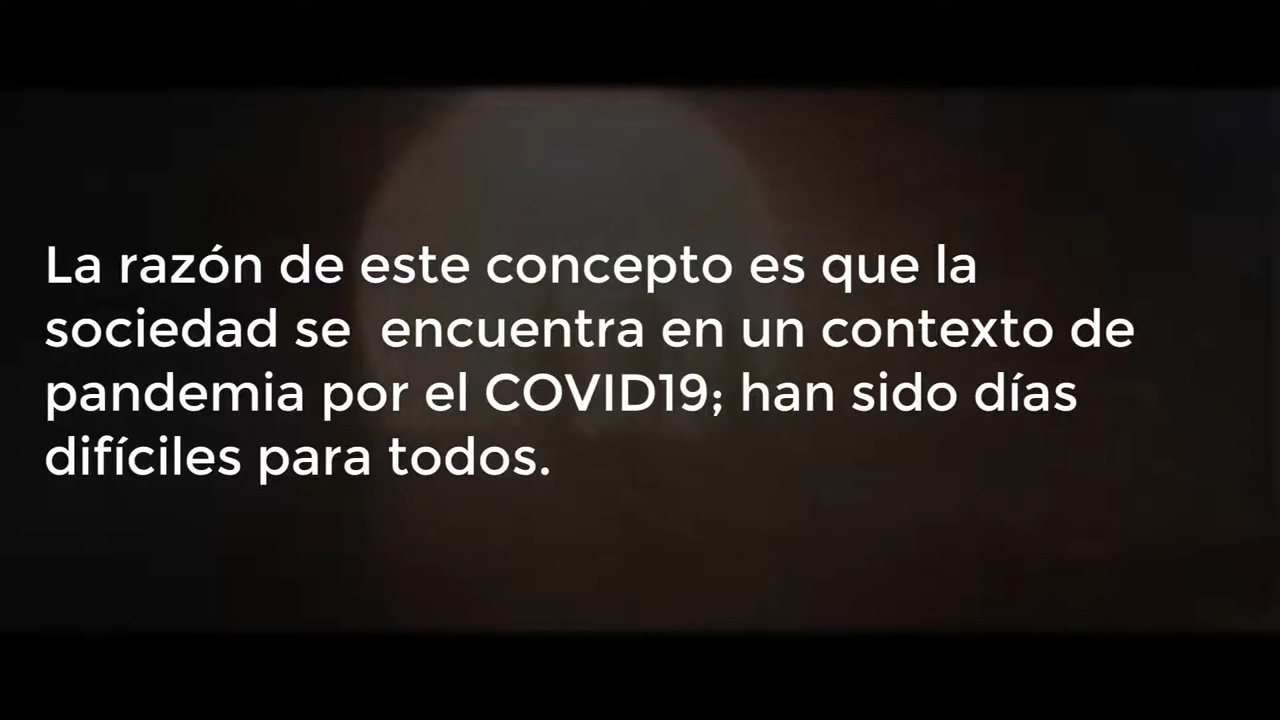 La razón de este concepto es que la
sociedad se  encuentra en un contexto de
pandemia por el COVID19; han sido días
difíciles para todos.